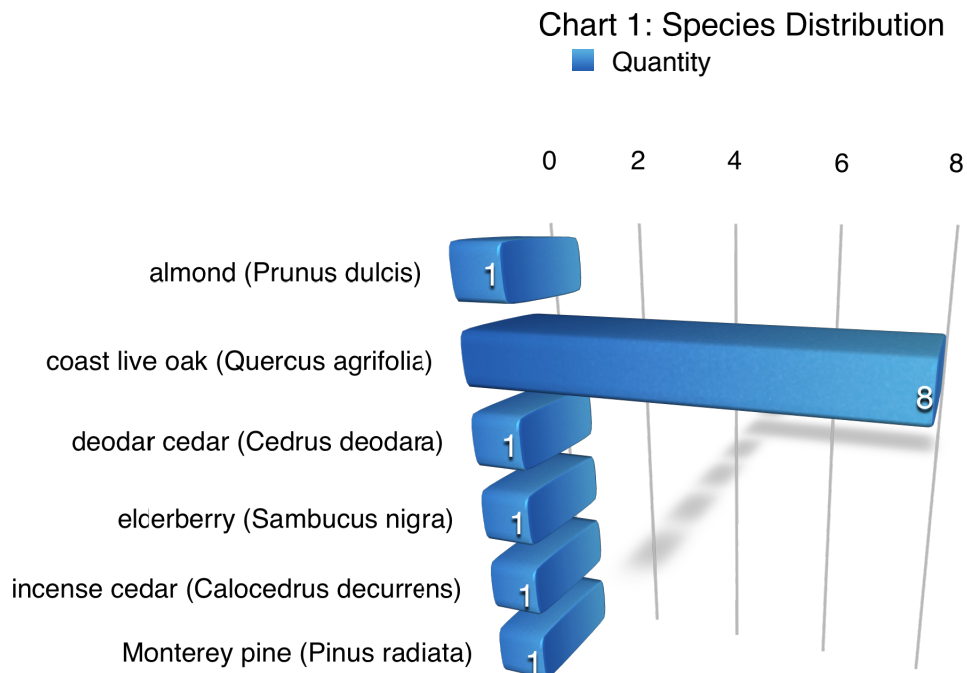 Chart 1: Species Distribution
Quantity
0 2 4 6 8
almond (Prunus dulcis)
1
coast live oak (Quercus agrifolia)
8
deodar cedar (Cedrus deodara)
1
elderberry (Sambucus nigra)
1
incense cedar (Calocedrus decurrens)
1
Monterey pine (Pinus radiata)
1